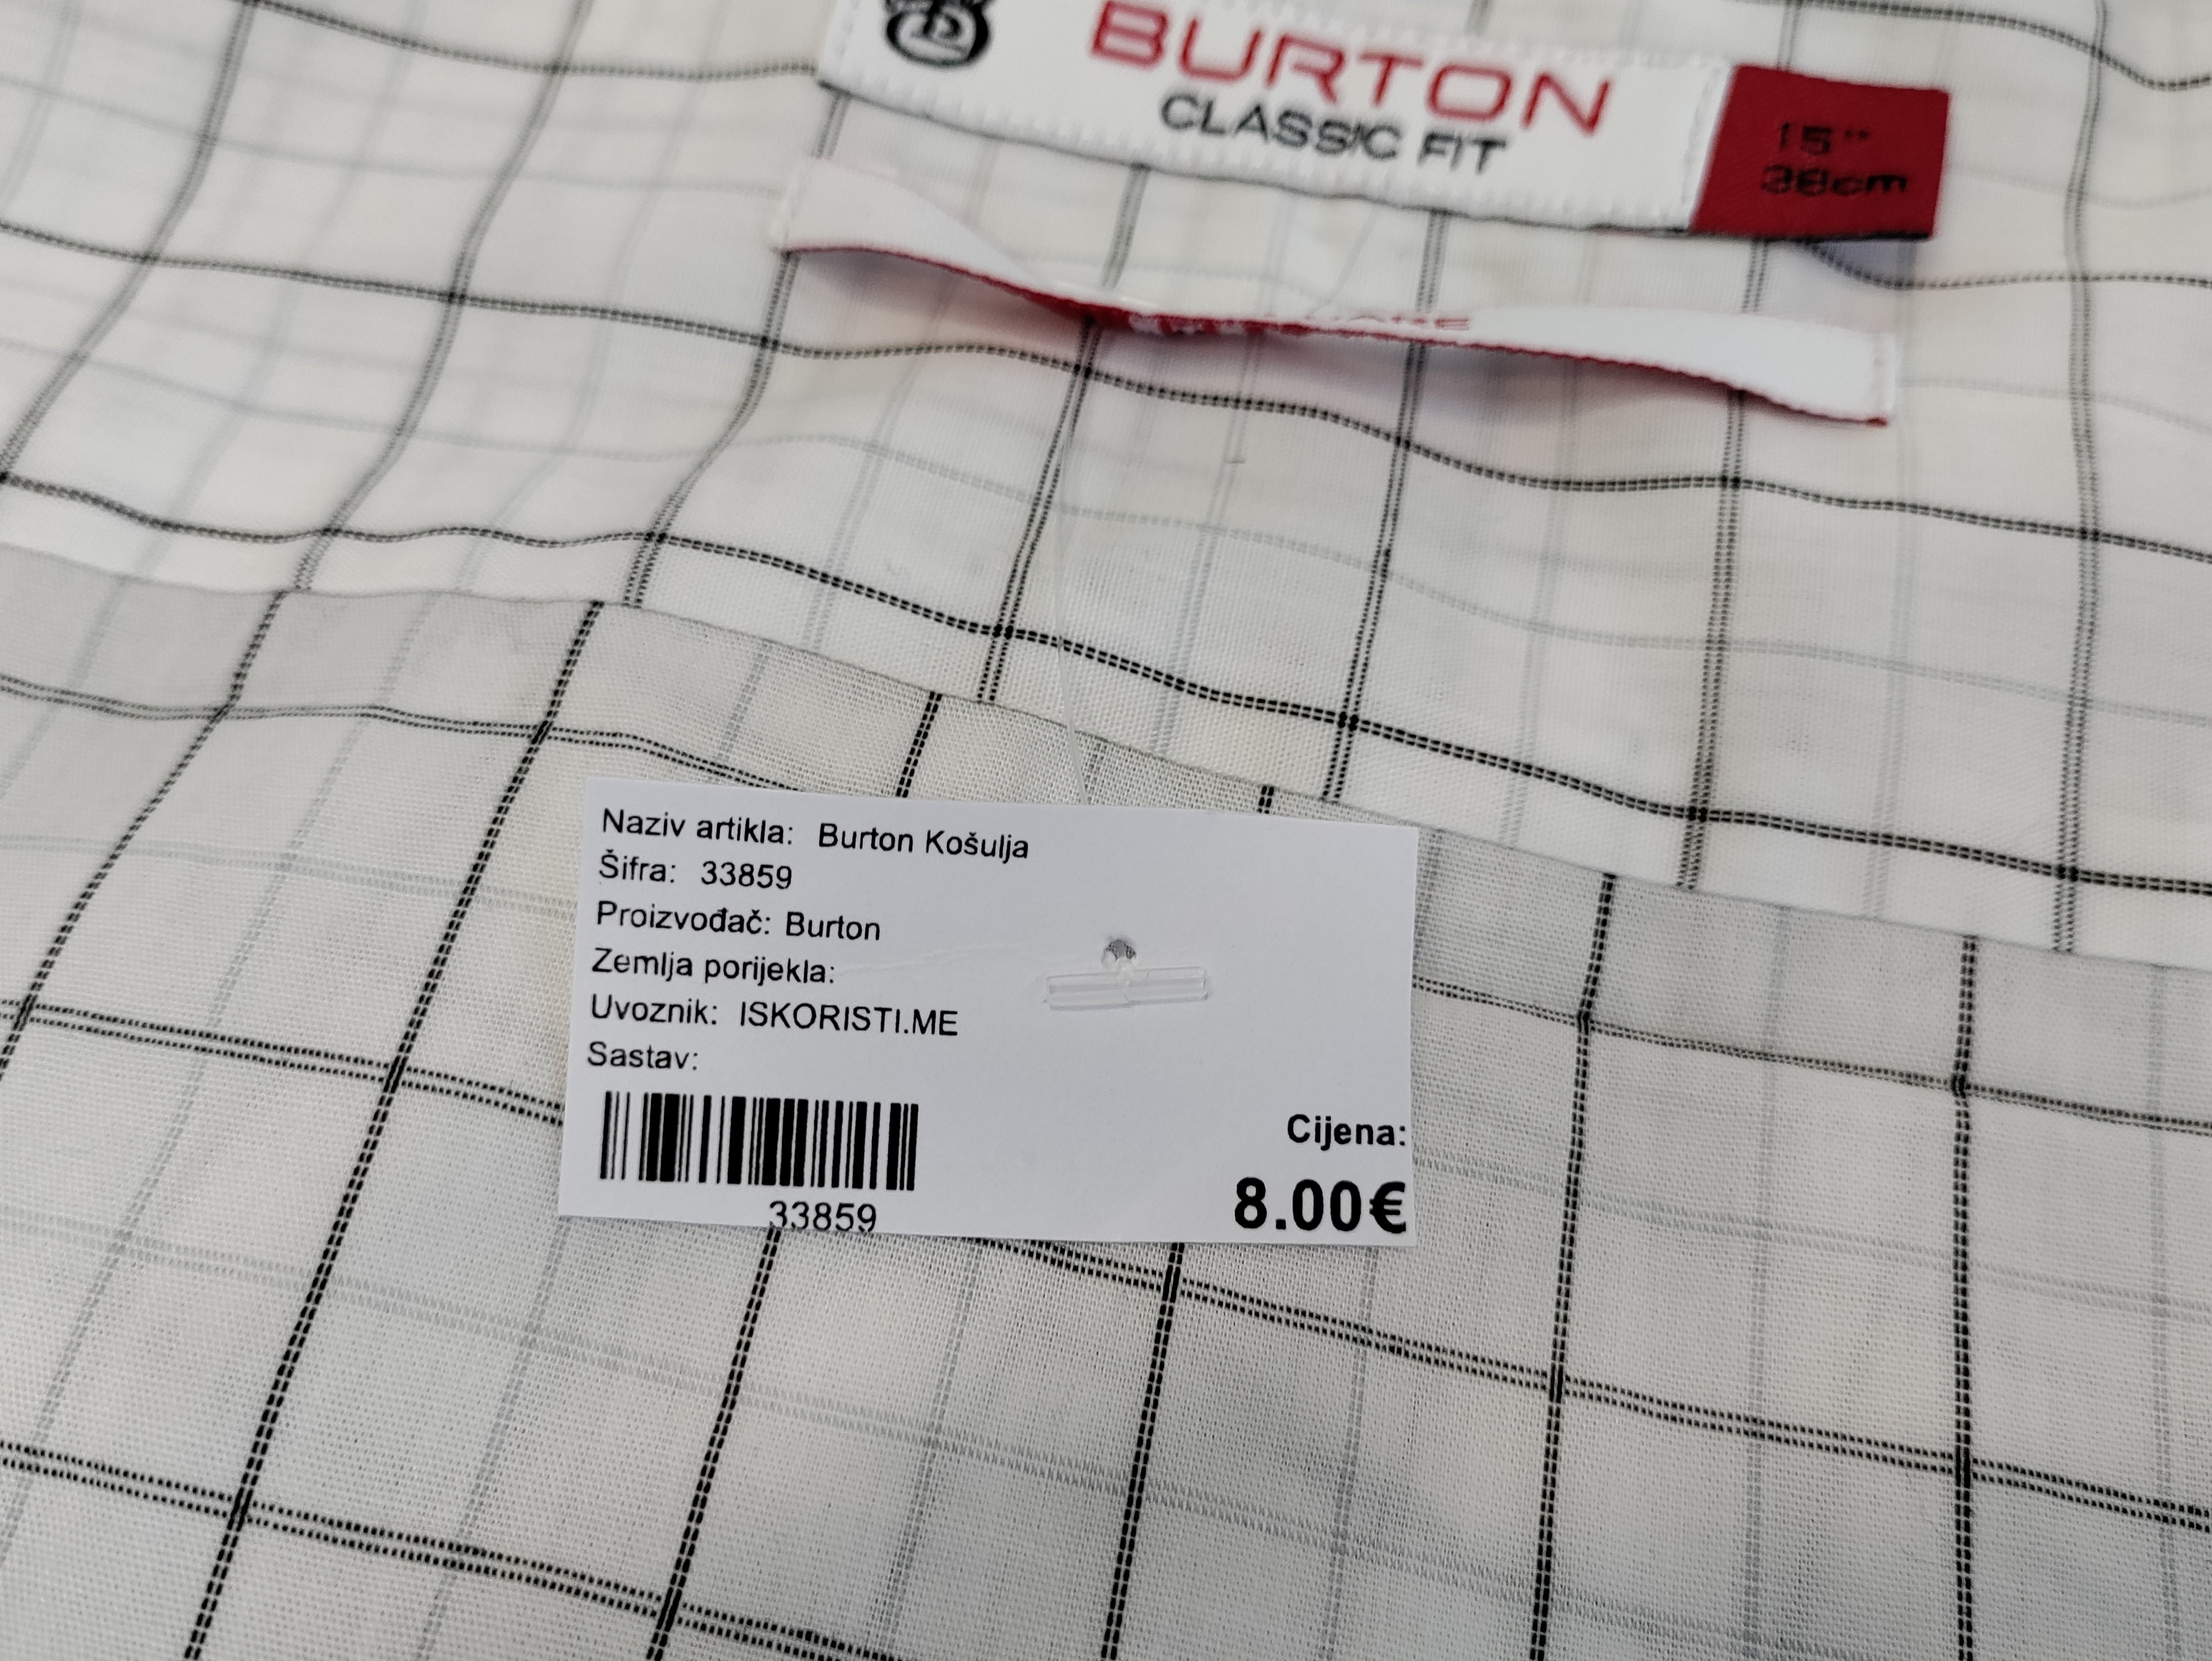 BURTON
CLASSIC FIT
15"
38cm
Naziv artikla: Burton Košulja
Šifra: 33859
Proizvođač: Burton
Zemlja porijekla:
Uvoznik: ISKORISTI.ME
Sastav:
Cijena:
33859
8.00€